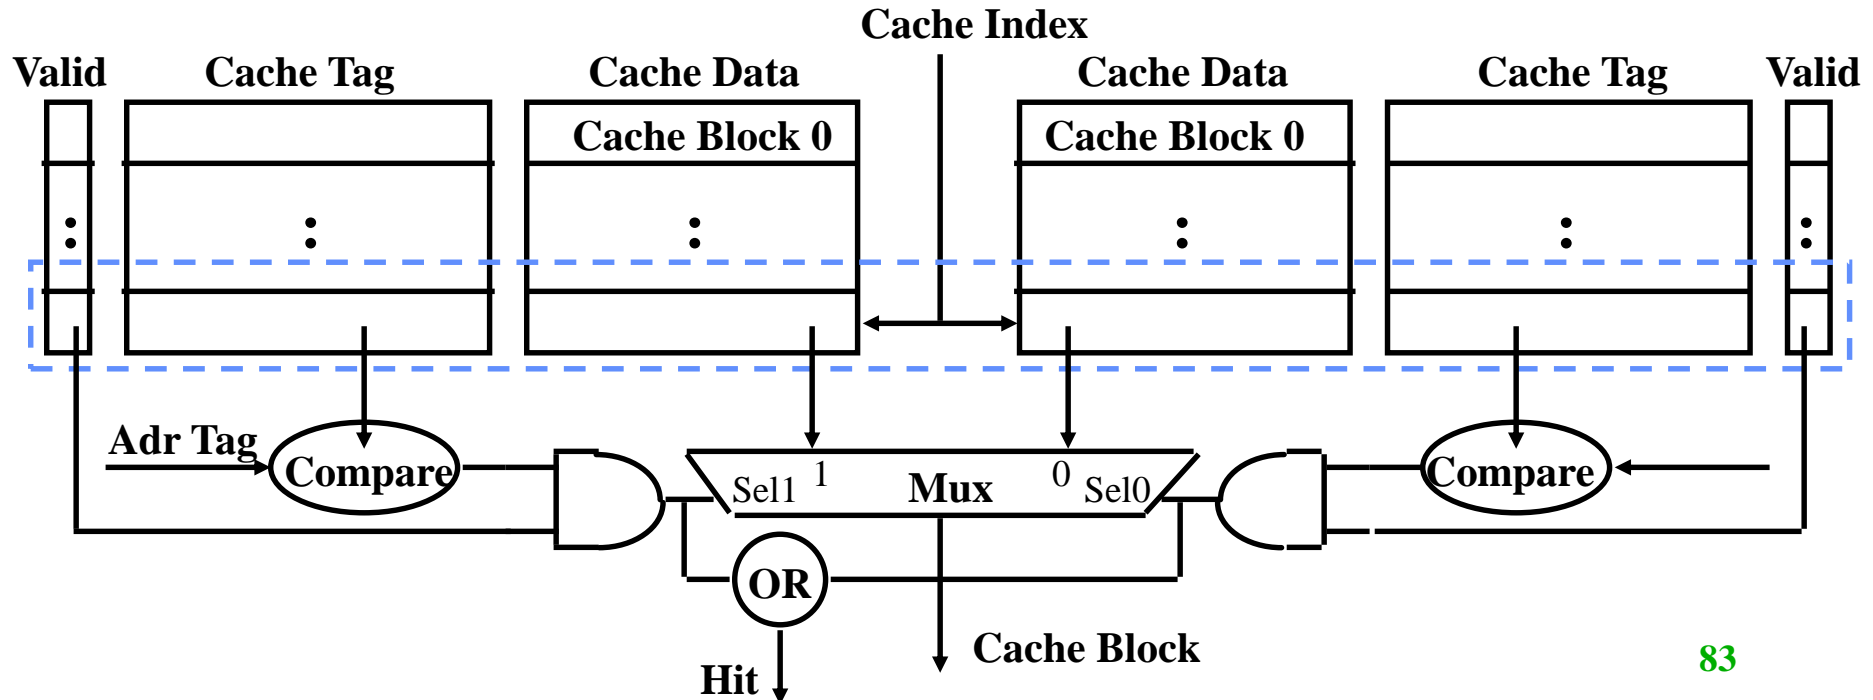 Cache Index
Valid Cache Tag Cache Data Cache Data Cache Tag Valid
Cache Block 0 Cache Block 0
Adr Tag
Compare Sel1 1 Mux 0 Sel0 Compare
OR
Cache Block
Hit
83